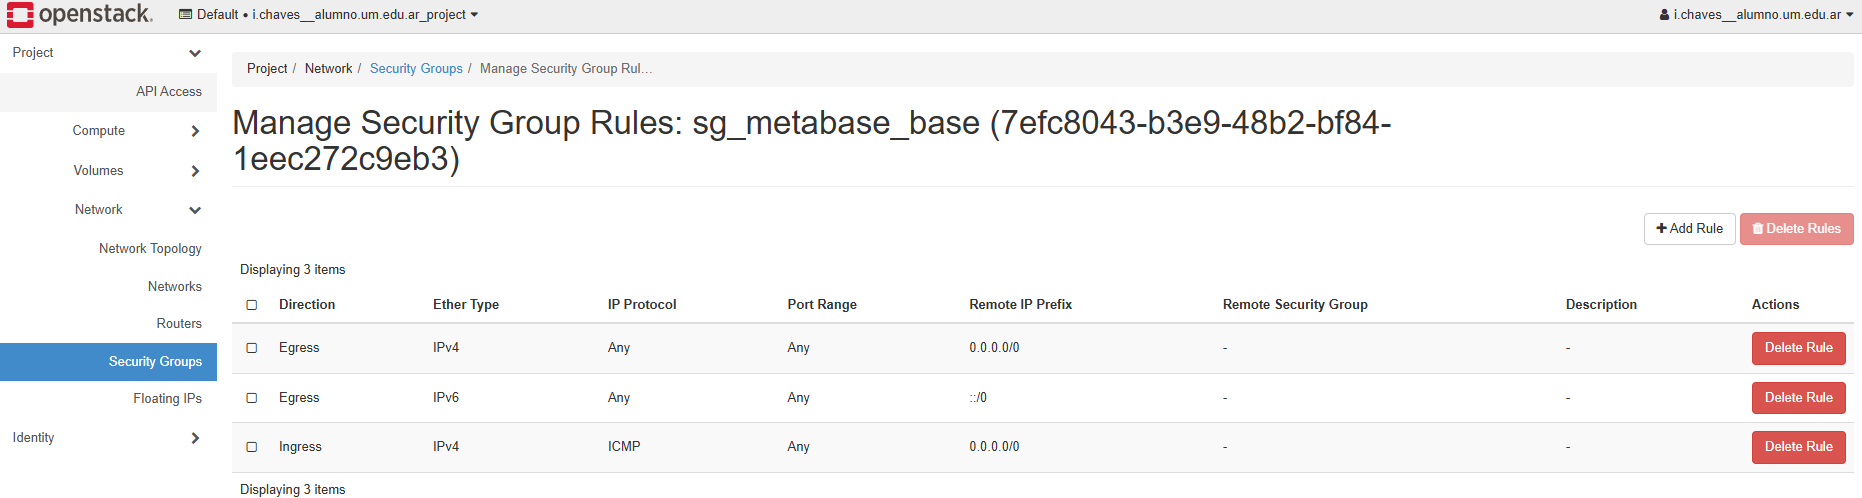 openstack.
Default • i.chaves__alumno.um.edu.ar_project
i.chaves__alumno.um.edu.ar
Project
API Access
Compute
Volumes
Network
Network Topology
Networks
Routers
Security Groups
Floating IPs
Identity
Project / Network / Security Groups / Manage Security Group Rul…
Manage Security Group Rules: sg_metabase_base (7efc8043-b3e9-48b2-bf84-
1eec272c9eb3)
Add Rule
Delete Rules
Displaying 3 items
Direction Ether Type IP Protocol Port Range Remote IP Prefix Remote Security Group Description Actions
Egress IPv4 Any Any 0.0.0.0/0 - - Delete Rule
Egress IPv6 Any Any ::/0 - - Delete Rule
Ingress IPv4 ICMP Any 0.0.0.0/0 - - Delete Rule
Displaying 3 items